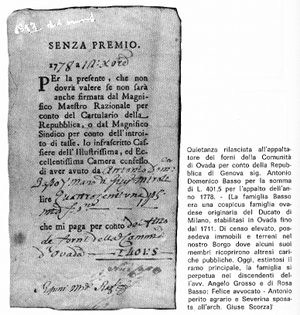 SENZA PREMIO.
1778
PEr la presente, che non
dovrà valere se non sarà
anche firmata dal Magni-
fico Maestro Razionale per
conto del Cartulario della
Repubblica, o dal Magnifico
Sindico per conto dell'introi-
to di tasse. Io infrascritto Cas-
siere dell'Illustrissima, ed Ec-
cellentissima Camera confesso
di aver avuto da
lire
che mi paga per conto
de forni
d'Ovada
Quietanza rilasciata all'appalta-
tore dei forni della Comunità
di Ovada per conto della Repub-
blica di Genova sig. Antonio
Domenico Basso per la somma
di L. 401.5 per l'appalto dell'an-
no 1778. - (La famiglia Basso
era una cospicua famiglia ova-
dese originaria del Ducato di
Milano, stabilitasi in Ovada fino
dal 1711. Di censo elevato, pos-
sedeva immobili e terreni nel
nostro Borgo dove alcuni suoi
membri ricoprirono altresì cari-
che pubbliche. Oggi, estintosi il
ramo principale, la famiglia si
perpetua nei discendenti del-
l'avv. Angelo Grosso e di Rosa
Basso: Felice avvocato - Antonio
perito agrario e Severina sposa-
ta all'arch. Giuse Scorza)